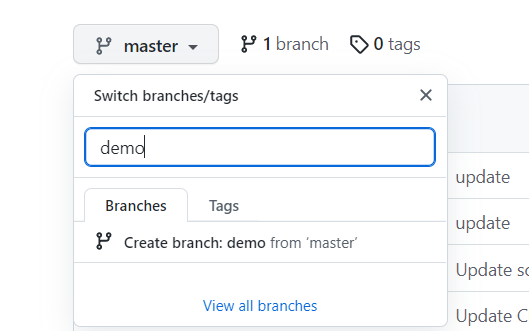 master 1 branch 0 tags
Switch branches/tags
demo
Branches Tags
update
update
Create branch: demo from ‘master’
Update sc
View all branches
Update C